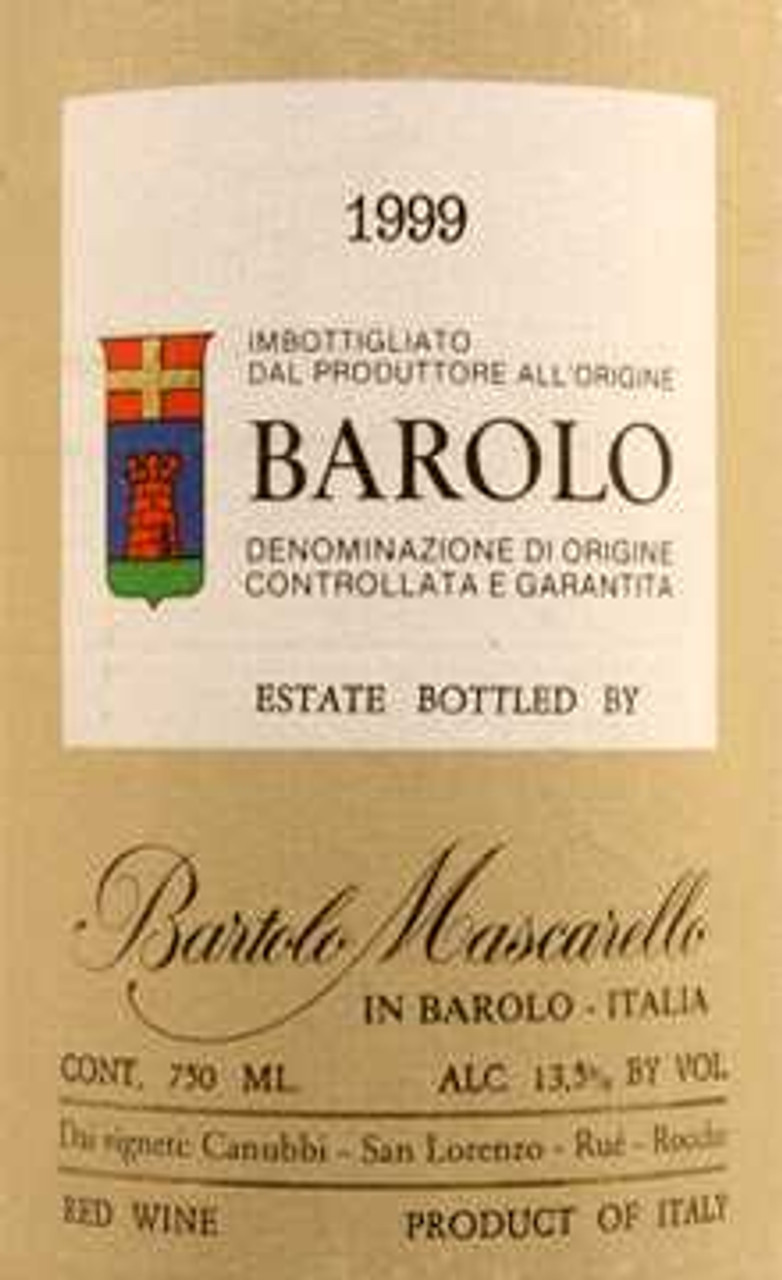 1999
IMBOTTIGLIATO
DAL PRODUTTORE ALL'ORIGINE
BAROLO
DENOMINAZIONE DI ORIGINE
CONTROLLATA E GARANTITA
ESTATE BOTTLED BY
Bartolo Mascarello
IN BAROLO - ITALIA
CONT. 750 ML. ALC. 13,5% BY VOL.
Dai vigneti: Canubbi - San Lorenzo - Rué - Rocche
RED WINE PRODUCT OF ITALY